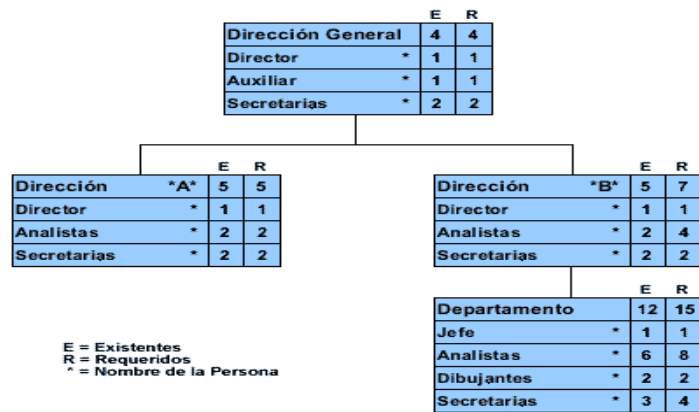 E R
Dirección General 4 4
Director * 1 1
Auxiliar * 1 1
Secretarias * 2 2
E R
Dirección *A* 5 5
Director * 1 1
Analistas * 2 2
Secretarias * 2 2
E R
Dirección *B* 5 7
Director * 1 1
Analistas * 2 4
Secretarias * 2 2
E R
Departamento 12 15
Jefe * 1 1
Analistas * 6 8
Dibujantes * 2 2
Secretarias * 3 4
E = Existentes
R = Requeridos
* = Nombre de la Persona